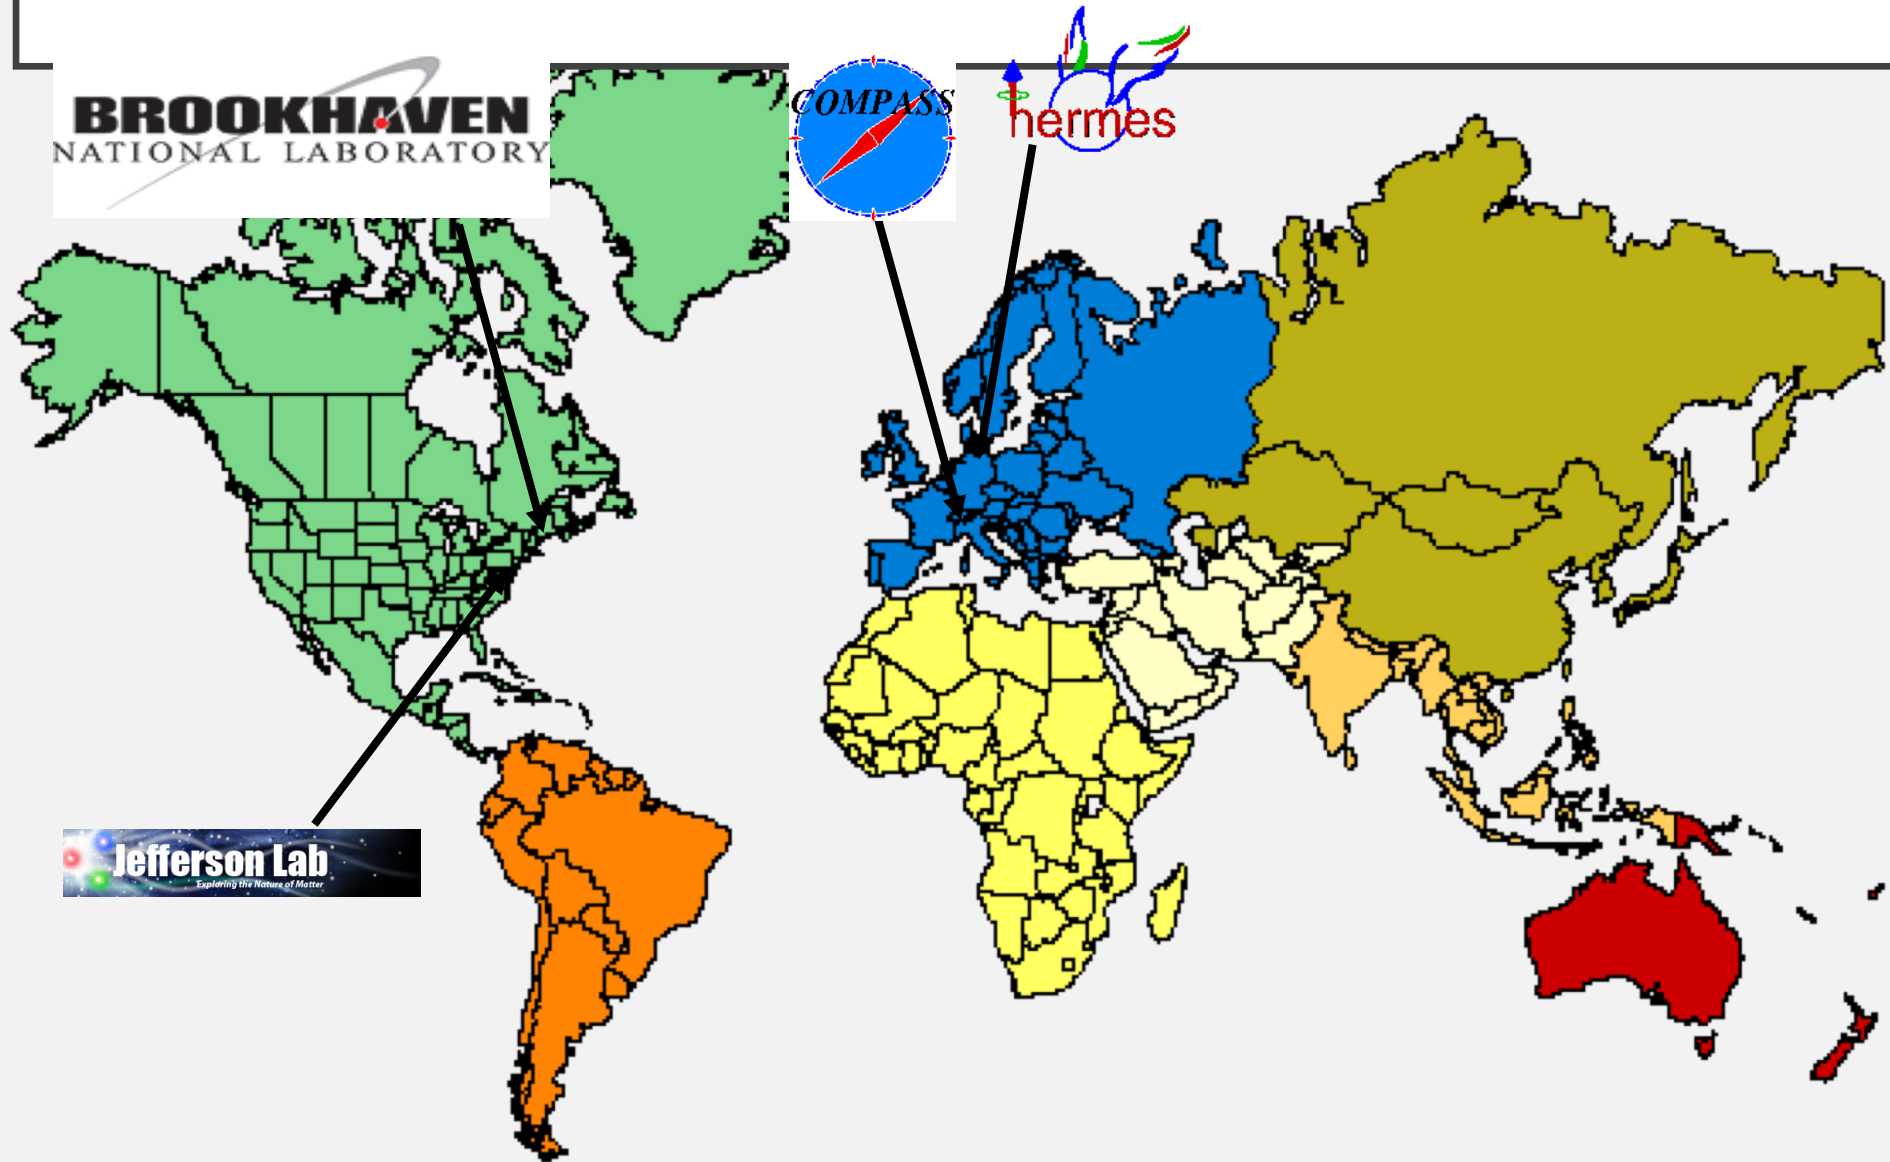 BROOKHAVEN
NATIONAL LABORATORY
COMPASS
hermes
Jefferson Lab
Exploring the Nature of Matter